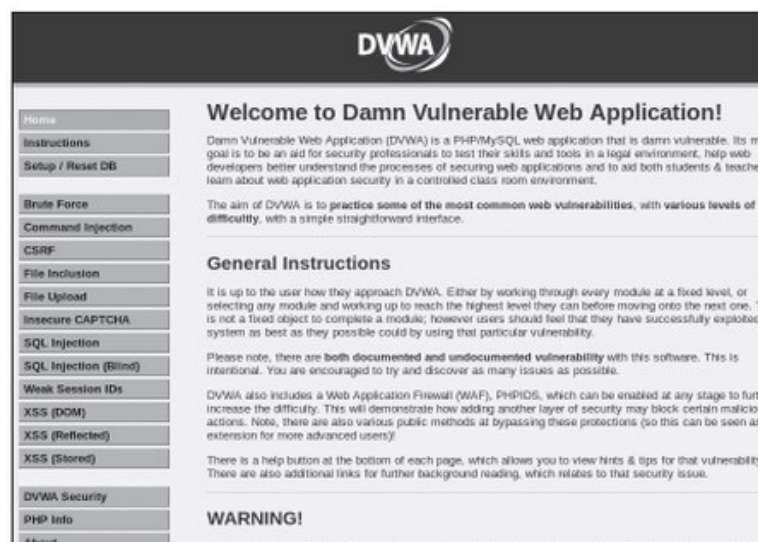 DVWA
Home
Instructions
Setup / Reset DB
Brute Force
Command Injection
CSRF
File Inclusion
File Upload
Insecure CAPTCHA
SQL Injection
SQL Injection (Blind)
Weak Session IDs
XSS (DOM)
XSS (Reflected)
XSS (Stored)
DVWA Security
PHP Info
About
Welcome to Damn Vulnerable Web Application!
Damn Vulnerable Web Application (DVWA) is a PHP/MySQL web application that is damn vulnerable. Its
goal is to be an aid for security professionals to test their skills and tools in a legal environment, help web
developers better understand the processes of securing web applications and to aid both students &
learn about web application security in a controlled class room environment.
The aim of DVWA is to practice some of the most common web vulnerabilities, with various levels of
difficultly, with a simple straightforward interface.
General Instructions
It is up to the user how they approach DVWA. Either by working through every module at a fixed level, or
selecting any module and working up to reach the highest level they can before moving onto the next one.
is not a fixed object to complete a module; however users should feel that they have successfully exploited
system as best as they possible could by using that particular vulnerability.
Please note, there are both documented and undocumented vulnerability with this software. This is
intentional. You are encouraged to try and discover as many issues as possible.
DVWA also includes a Web Application Firewall (WAF), PHPIDS, which can be enabled at any stage to
increase the difficulty. This will demonstrate how adding another layer of security may block certain
actions. Note, there are also various public methods at bypassing these protections (so this can be seen
extension for more advanced users)!
There is a help button at the bottom of each page, which allows you to view hints & tips for that
There are also additional links for further background reading, which relates to that security issue.
WARNING!